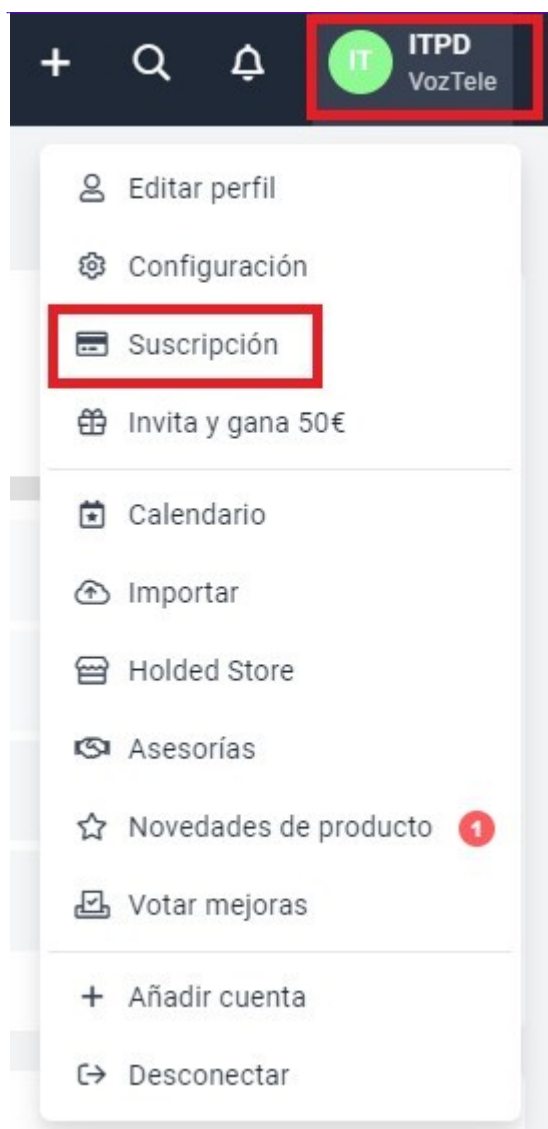 IT
ITPD
VozTele
Editar perfil
Configuración
Suscripción
Invita y gana 50€
Calendario
Importar
Holded Store
Asesorías
Novedades de producto 1
Votar mejoras
Añadir cuenta
Desconectar